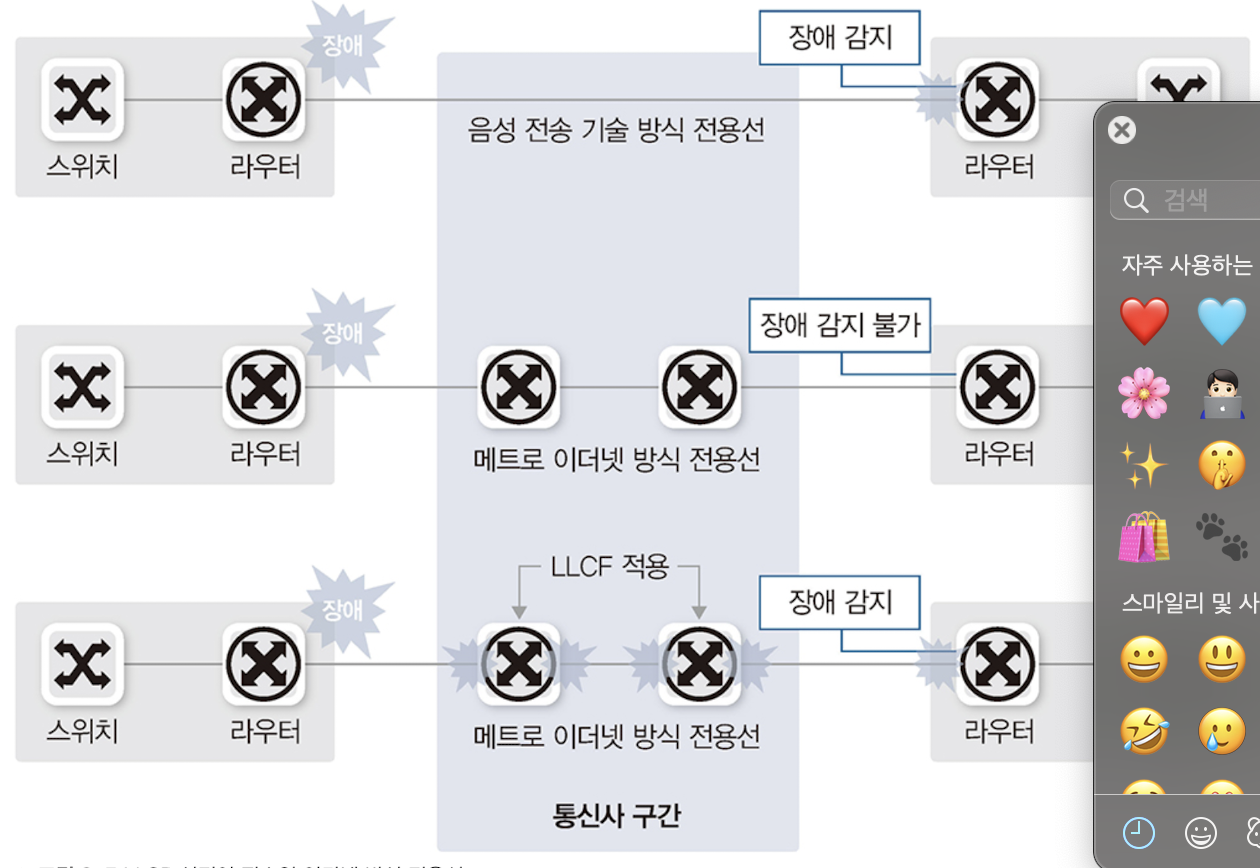 장애
장애 감지
음성 전송 기술 방식 전용선
스위치
라우터
라우터
검색
자주 사용하는
장애
장애 감지 불가
스위치
라우터
메트로 이더넷 방식 전용선
라우터
LLCF 적용
스마일리 및 사
장애
장애 감지
스위치
라우터
메트로 이더넷 방식 전용선
라우터
통신사 구간